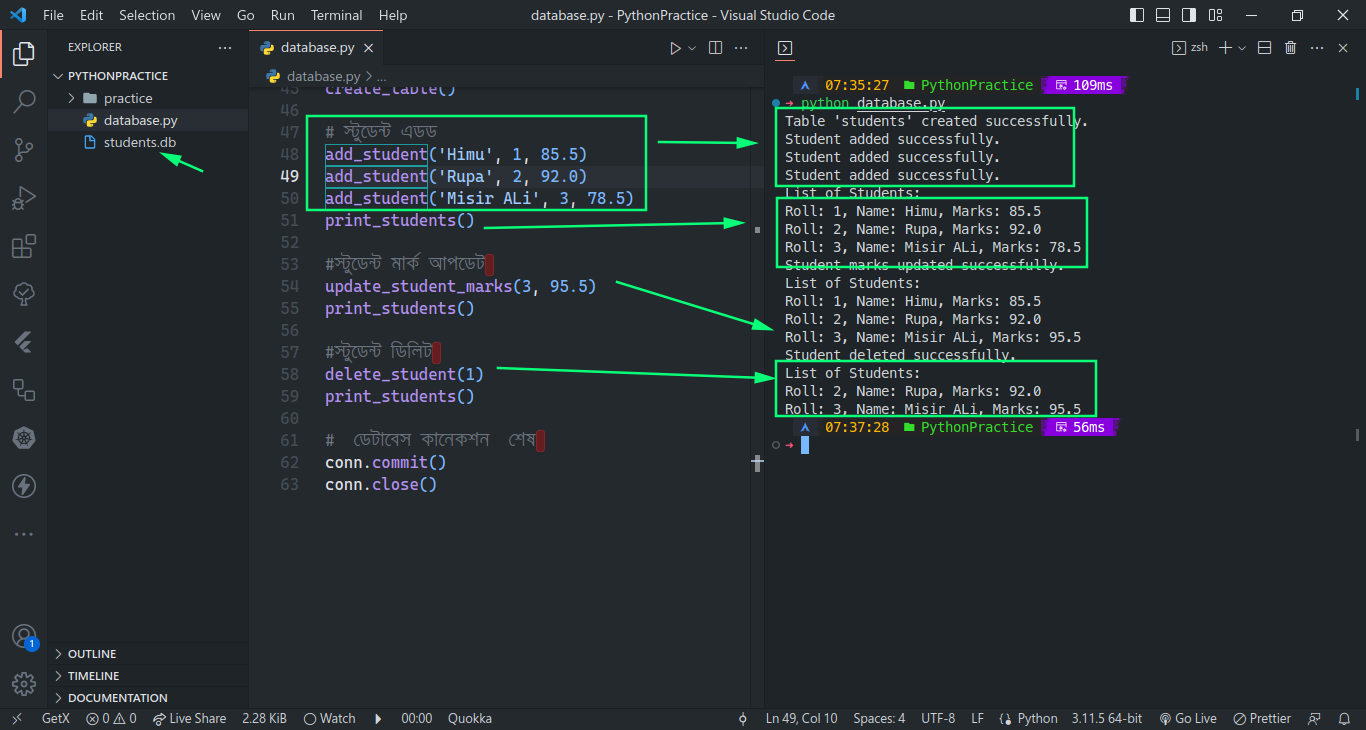 File Edit Selection View Go Run Terminal Help
database.py - PythonPractice - Visual Studio Code
EXPLORER
PYTHONPRACTICE
practice
database.py
students.db
OUTLINE
TIMELINE
DOCUMENTATION
database.py
database.py > ...
45 create_table()
46
47 # স্টুডেন্ট এডড
48 add_student('Himu', 1, 85.5)
49 add_student('Rupa', 2, 92.0)
50 add_student('Misir ALi', 3, 78.5)
51 print_students()
52
53 #স্টুডেন্ট মার্ক আপডেট
54 update_student_marks(3, 95.5)
55 print_students()
56
57 #স্টুডেন্ট ডিলিট
58 delete_student(1)
59 print_students()
60
61 # ডেটাবেস কানেকশন শেষ
62 conn.commit()
63 conn.close()
zsh
07:35:27 PythonPractice 109ms
python database.py
Table 'students' created successfully.
Student added successfully.
Student added successfully.
Student added successfully.
List of Students:
Roll: 1, Name: Himu, Marks: 85.5
Roll: 2, Name: Rupa, Marks: 92.0
Roll: 3, Name: Misir ALi, Marks: 78.5
Student marks updated successfully.
List of Students:
Roll: 1, Name: Himu, Marks: 85.5
Roll: 2, Name: Rupa, Marks: 92.0
Roll: 3, Name: Misir ALi, Marks: 95.5
Student deleted successfully.
List of Students:
Roll: 2, Name: Rupa, Marks: 92.0
Roll: 3, Name: Misir ALi, Marks: 95.5
07:37:28 PythonPractice 56ms
1
GetX 0 0 Live Share 2.28 KiB Watch 00:00 Quokka Ln 49, Col 10 Spaces: 4 UTF-8 LF Python 3.11.5 64-bit Go Live Prettier